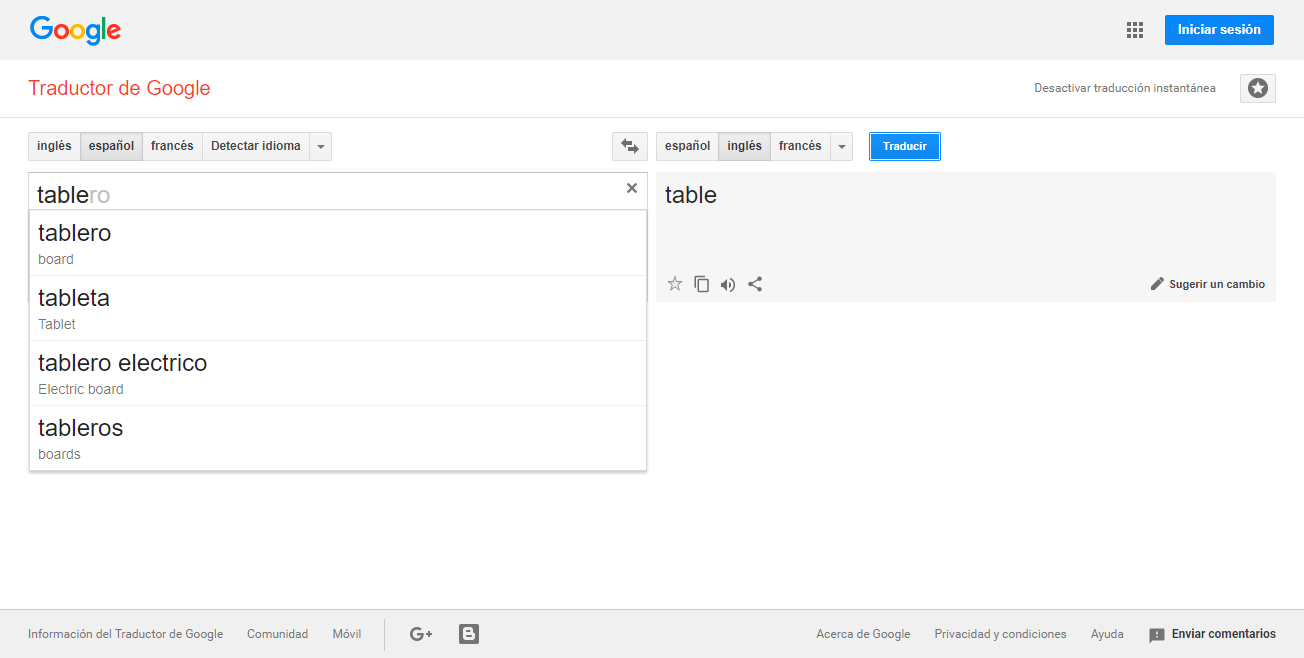 Google
Iniciar sesión
Traductor de Google
Desactivar traducción instantánea
inglés español francés Detectar idioma
español inglés francés Traducir
tablero
table
tablero
board
tableta
Tablet
tablero electrico
Electric board
tableros
boards
Sugerir un cambio
Información del Traductor de Google Comunidad Móvil G+ B Acerca de Google Privacidad y condiciones Ayuda Enviar comentarios